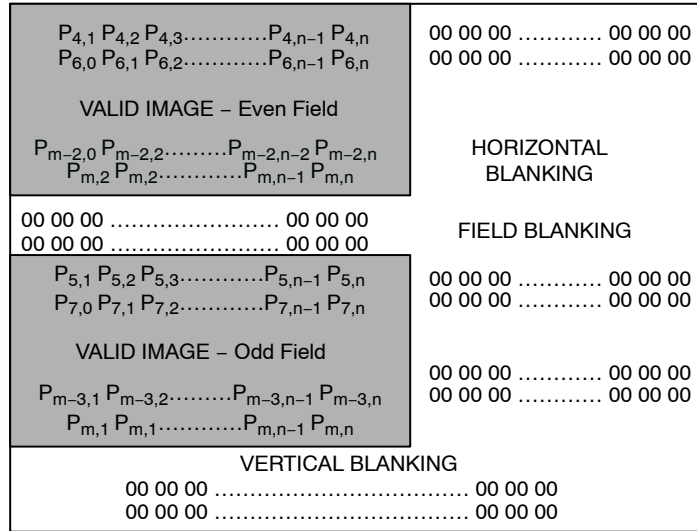 P4,1 P4,2 P4,3............P4,n−1 P4,n 00 00 00 ............ 00 00 00
P6,0 P6,1 P6,2............P6,n−1 P6,n 00 00 00 ............ 00 00 00
VALID IMAGE − Even Field
Pm−2,0 Pm−2,2.........Pm−2,n−2 Pm−2,n
Pm,2 Pm,2............Pm,n−1 Pm,n
HORIZONTAL
BLANKING
00 00 00 ......................... 00 00 00
00 00 00 ......................... 00 00 00
FIELD BLANKING
P5,1 P5,2 P5,3............P5,n−1 P5,n 00 00 00 ............ 00 00 00
P7,0 P7,1 P7,2............P7,n−1 P7,n 00 00 00 ............ 00 00 00
VALID IMAGE − Odd Field
00 00 00 ............ 00 00 00
Pm−3,1 Pm−3,2.........Pm−3,n−1 Pm−3,n 00 00 00 ............ 00 00 00
Pm,1 Pm,1............Pm,n−1 Pm,n
VERTICAL BLANKING
00 00 00 ..................................... 00 00 00
00 00 00 ..................................... 00 00 00